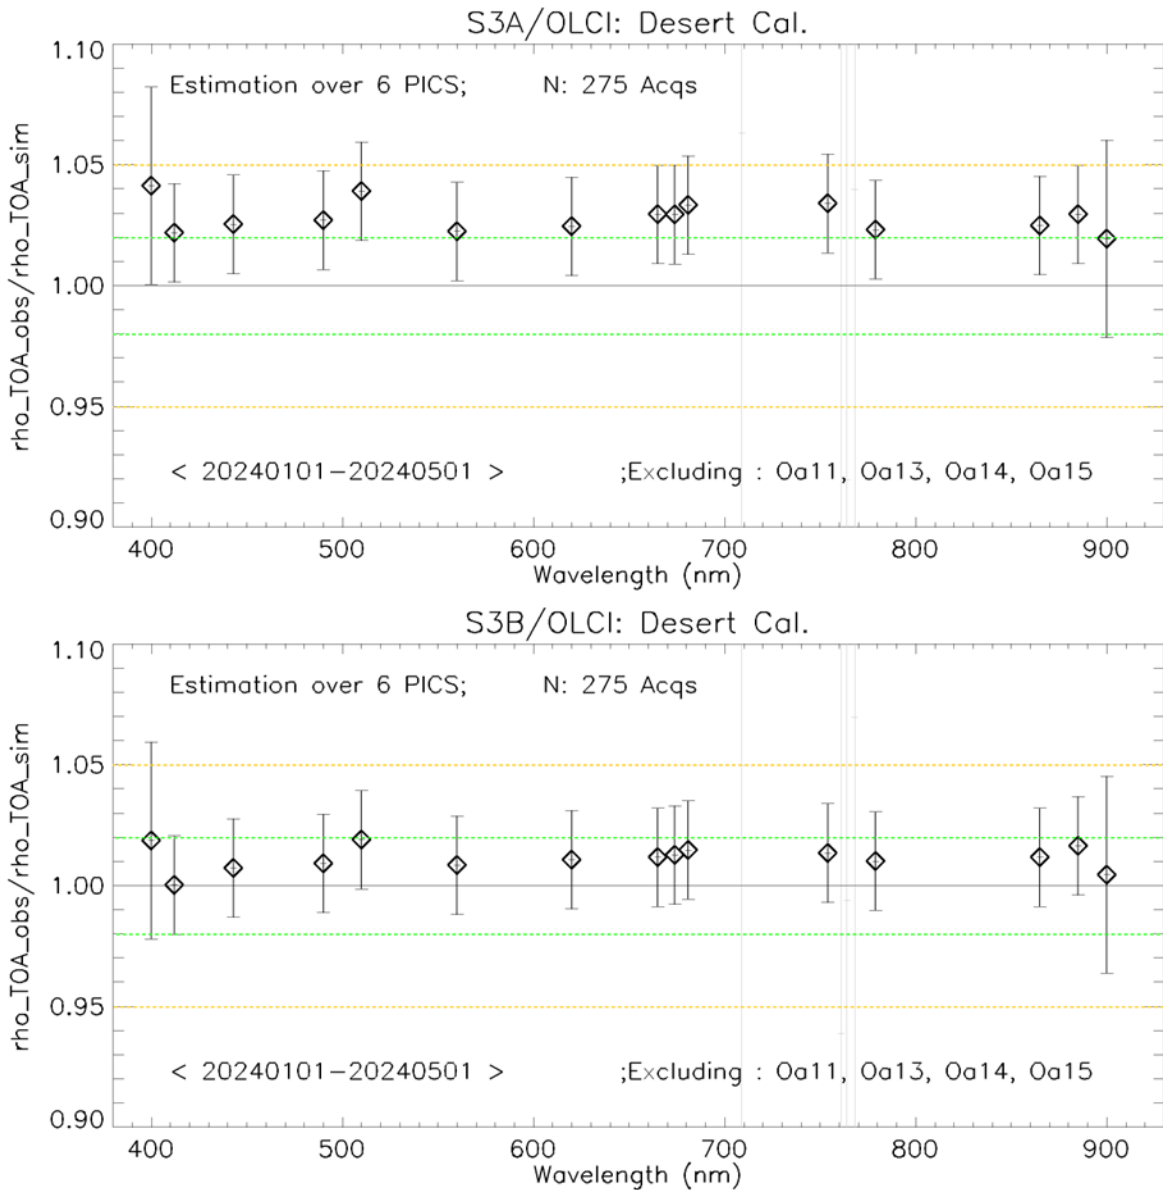 S3A/OLCI: Desert Cal.
1.10
Estimation over 6 PICS; N: 275 Acqs
1.05
1.00
0.95
0.90
rho_TOA_obs/rho_TOA_sim
< 20240101-20240501 > ;Excluding : Oa11, Oa13, Oa14, Oa15
400 500 600 700 800 900
Wavelength (nm)
S3B/OLCI: Desert Cal.
1.10
Estimation over 6 PICS; N: 275 Acqs
1.05
1.00
0.95
0.90
rho_TOA_obs/rho_TOA_sim
< 20240101-20240501 > ;Excluding : Oa11, Oa13, Oa14, Oa15
400 500 600 700 800 900
Wavelength (nm)